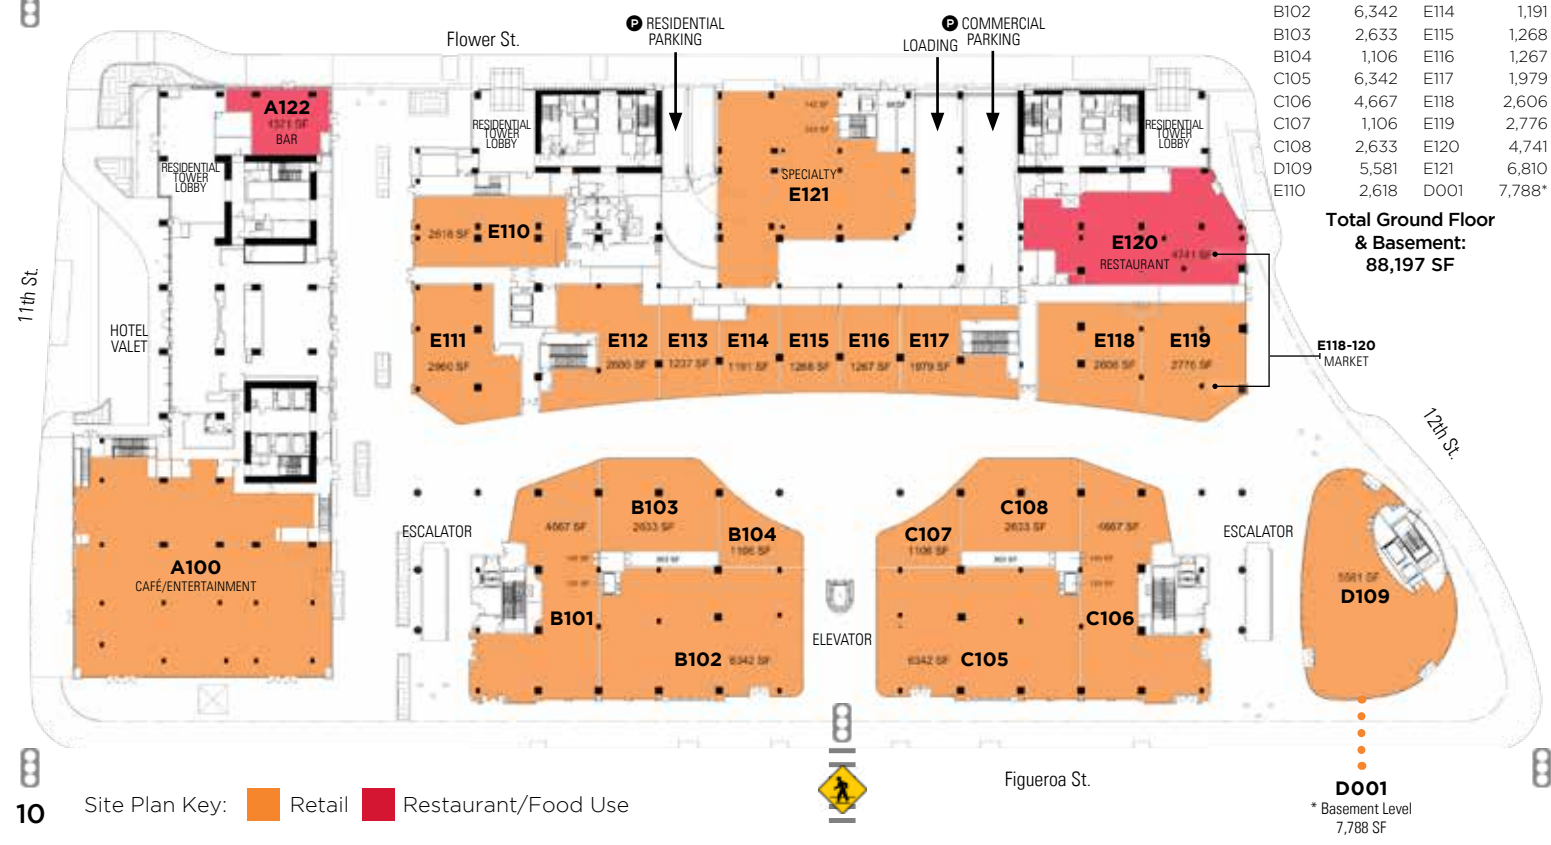 B102 6,342 E114 1,191
B103 2,633 E115 1,268
B104 1,106 E116 1,267
C105 6,342 E117 1,979
C106 4,667 E118 2,606
C107 1,106 E119 2,776
C108 2,633 E120 4,741
D109 5,581 E121 6,810
E110 2,618 D001 7,788*
Total Ground Floor
& Basement:
88,197 SF
Flower St.
P RESIDENTIAL
PARKING
LOADING
P COMMERCIAL
PARKING
A122
4321 SF
BAR
RESIDENTIAL
TOWER
LOBBY
RESIDENTIAL
TOWER
LOBBY
RESIDENTIAL
TOWER
LOBBY
SPECIALTY
E121
2618 SF E110
E120
4741 SF
RESTAURANT
11th St.
HOTEL
VALET
E111
2960 SF
E112
E113
1237 SF
E114
1191 SF
E115
1268 SF
E116
1267 SF
E117
1979 SF
E118
2606 SF
E119
2776 SF
E118-120
MARKET
12th St.
A100
CAFÉ/ENTERTAINMENT
ESCALATOR
4667 SF
B103
2633 SF
B104
1106 SF
B101
B102 6342 SF
ELEVATOR
C107
1106 SF
C108
2633 SF
4667 SF
C106
6342 SF C105
ESCALATOR
5581 SF
D109
Figueroa St.
D001
* Basement Level
7,788 SF
10
Site Plan Key: Retail Restaurant/Food Use